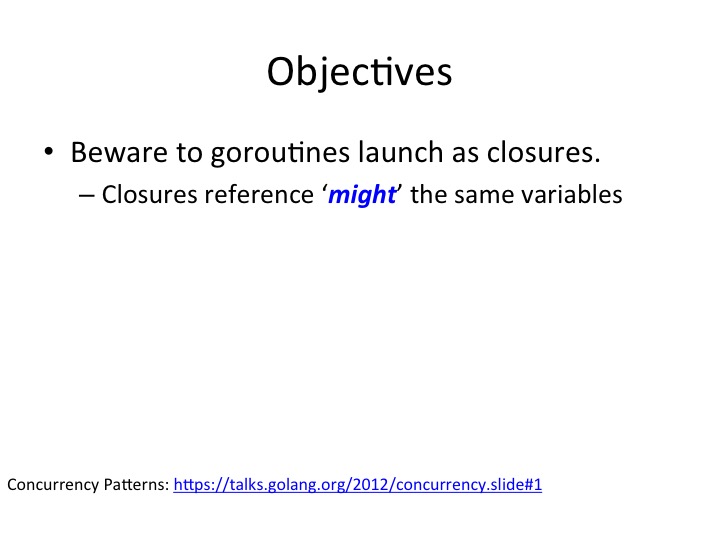 Objectives
• Beware to goroutines launch as closures.
– Closures reference ‘might’ the same variables
Concurrency Patterns: https://talks.golang.org/2012/concurrency.slide#1